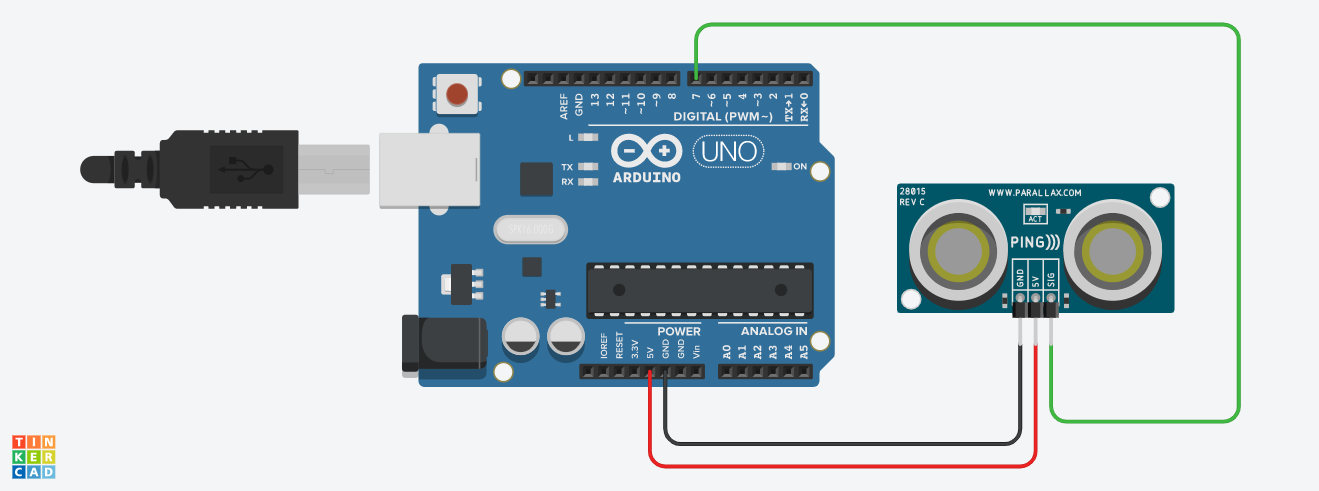 AREF
GND
13
12
~11
~10
~9
8
7
~6
~5
4
~3
2
TX→1
RX←0
DIGITAL (PWM~)
L
TX
RX
ARDUINO
UNO
ON
SPK16.000G
POWER
ANALOG IN
IOREF
RESET
3.3V
5V
GND
GND
Vin
A0
A1
A2
A3
A4
A5
28015
REV C
WWW.PARALLAX.COM
ACT
PING)))
GND
5V
SIG
TIN
KER
CAD